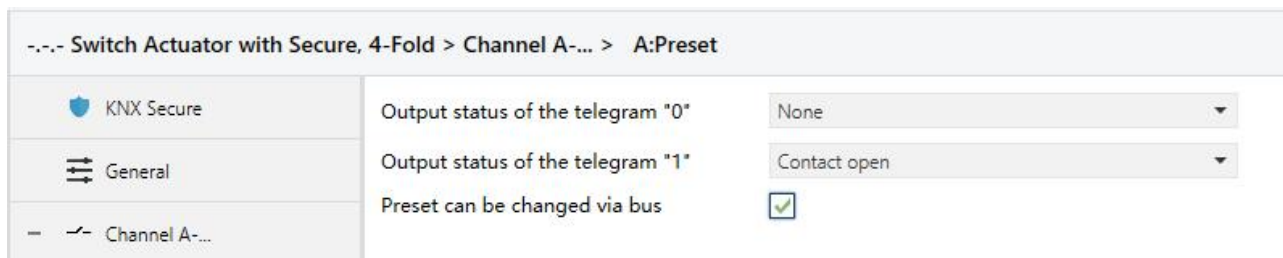 -.-.- Switch Actuator with Secure, 4-Fold > Channel A-... > A:Preset
KNX Secure
General
Channel A-...
Output status of the telegram "0" None
Output status of the telegram "1" Contact open
Preset can be changed via bus